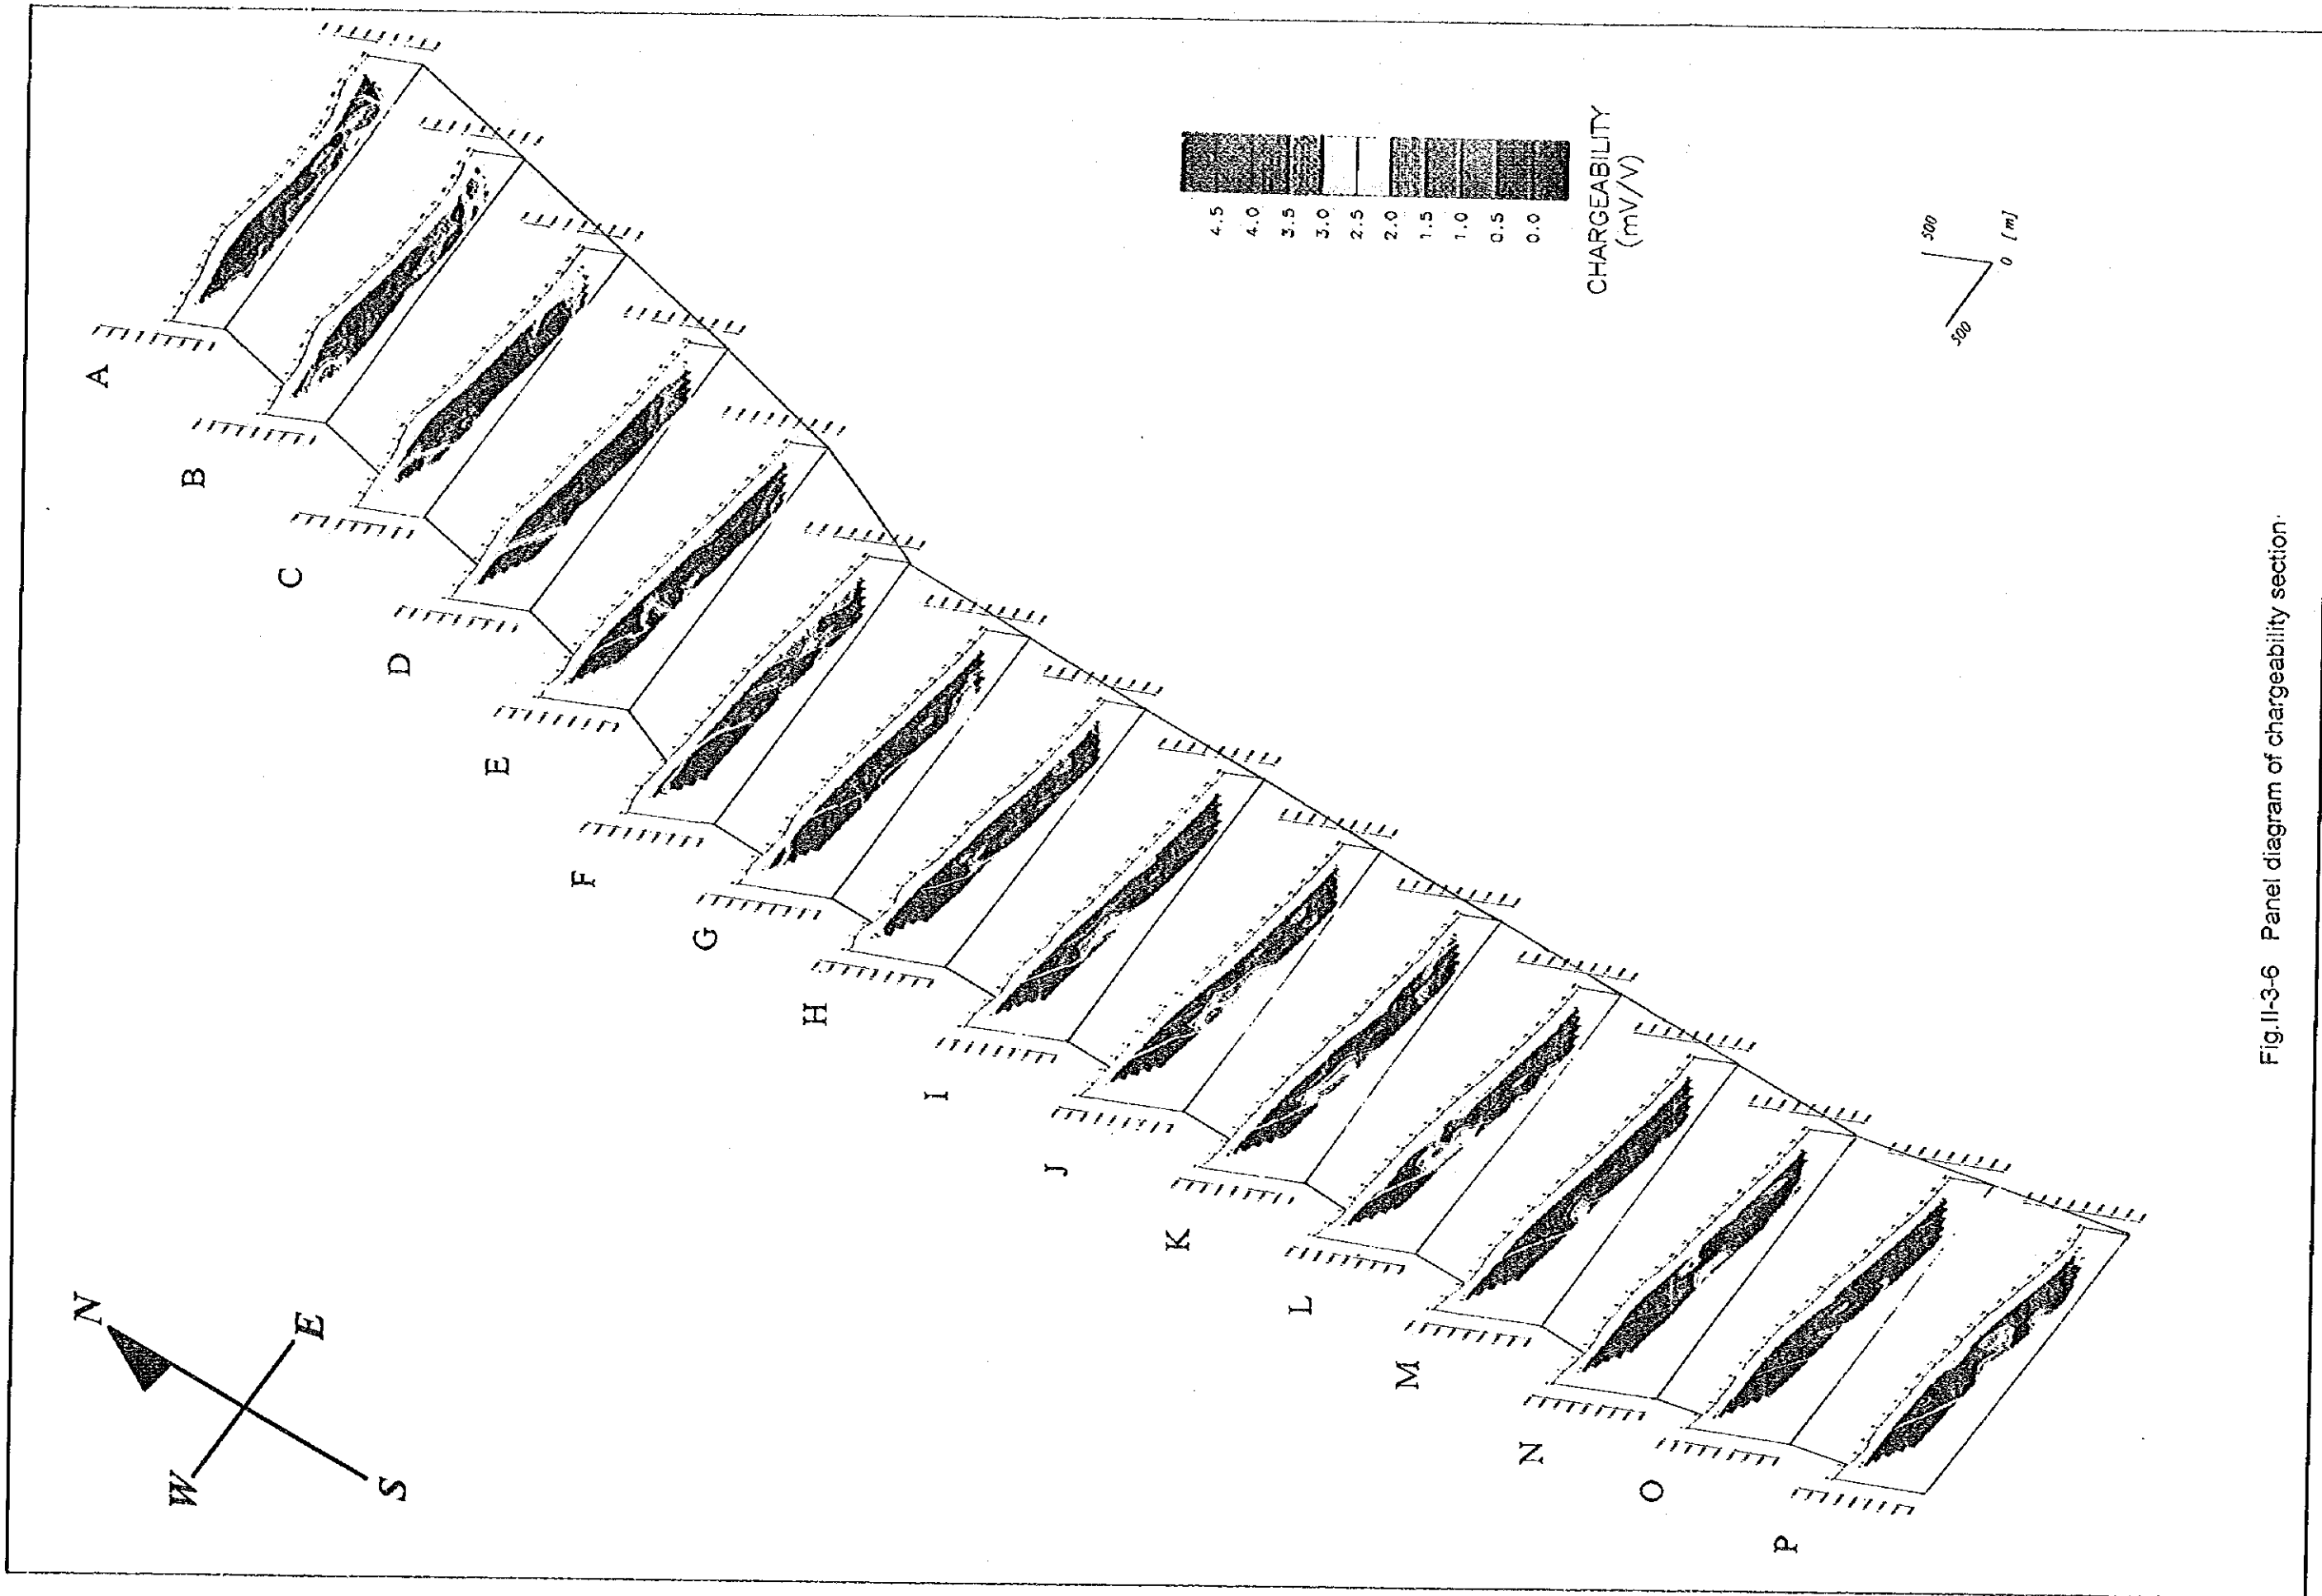 A
B
C
D
E
F
G
H
I
J
K
L
M
N
O
P
N
W
E
S
4.5
4.0
3.5
3.0
2.5
2.0
1.5
1.0
0.5
0.0
CHARGEABILITY
(mV/V)
500
500
0 [m]
Fig.II-3-6 Panel diagram of chargeability section.